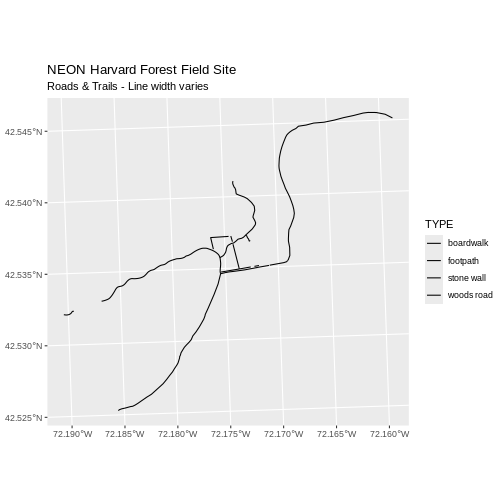 NEON Harvard Forest Field Site
Roads & Trails - Line width varies
42.545°N
42.540°N
42.535°N
42.530°N
42.525°N
72.190°W 72.185°W 72.180°W 72.175°W 72.170°W 72.165°W 72.160°W
TYPE
boardwalk
footpath
stone wall
woods road